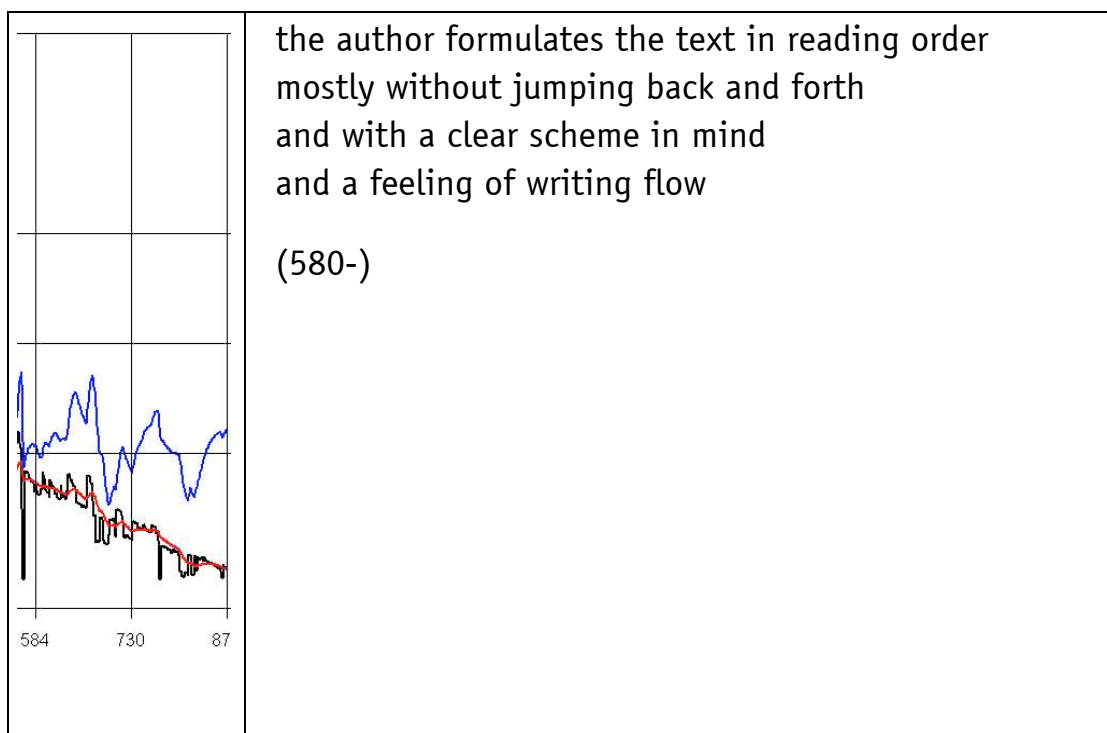 the author formulates the text in reading order
mostly without jumping back and forth
and with a clear scheme in mind
and a feeling of writing flow
(580-)
584 730 87